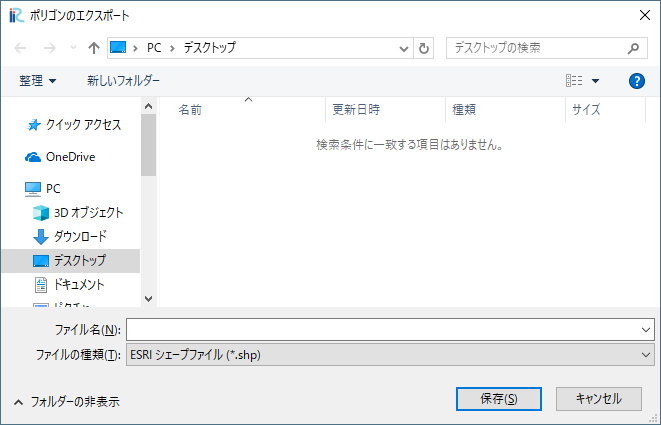 ポリゴンのエクスポート
PC デスクトップ デスクトップの検索
整理 新しいフォルダー ?
名前 更新日時 種類 サイズ
検索条件に一致する項目はありません。
クイック アクセス
OneDrive
PC
3D オブジェクト
ダウンロード
デスクトップ
ドキュメント
ピクチャ
ファイル名(N):
ファイルの種類(T): ESRI シェープファイル (*.shp)
フォルダーの非表示 保存(S) キャンセル